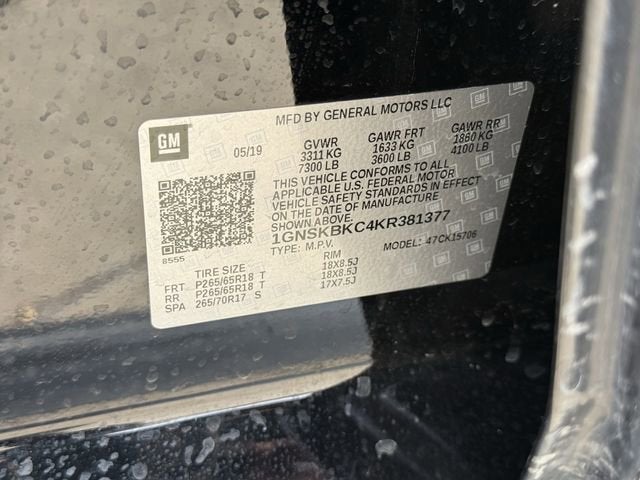 MFD BY GENERAL MOTORS LLC
GM
05/19 GVWR GAWR FRT GAWR RR
3311 KG 1633 KG 1860 KG
7300 LB 3600 LB 4100 LB
THIS VEHICLE CONFORMS TO ALL
APPLICABLE U.S. FEDERAL MOTOR
VEHICLE SAFETY STANDARDS IN EFFECT
ON THE DATE OF MANUFACTURE
SHOWN ABOVE.
1GNSKBKC4KR381377
8555
TYPE: M.P.V. MODEL: 47CK15706
TIRE SIZE RIM
FRT P265/65R18 T 18X8.5J
RR P265/65R18 T 18X8.5J
SPA 265/70R17 S 17X7.5J